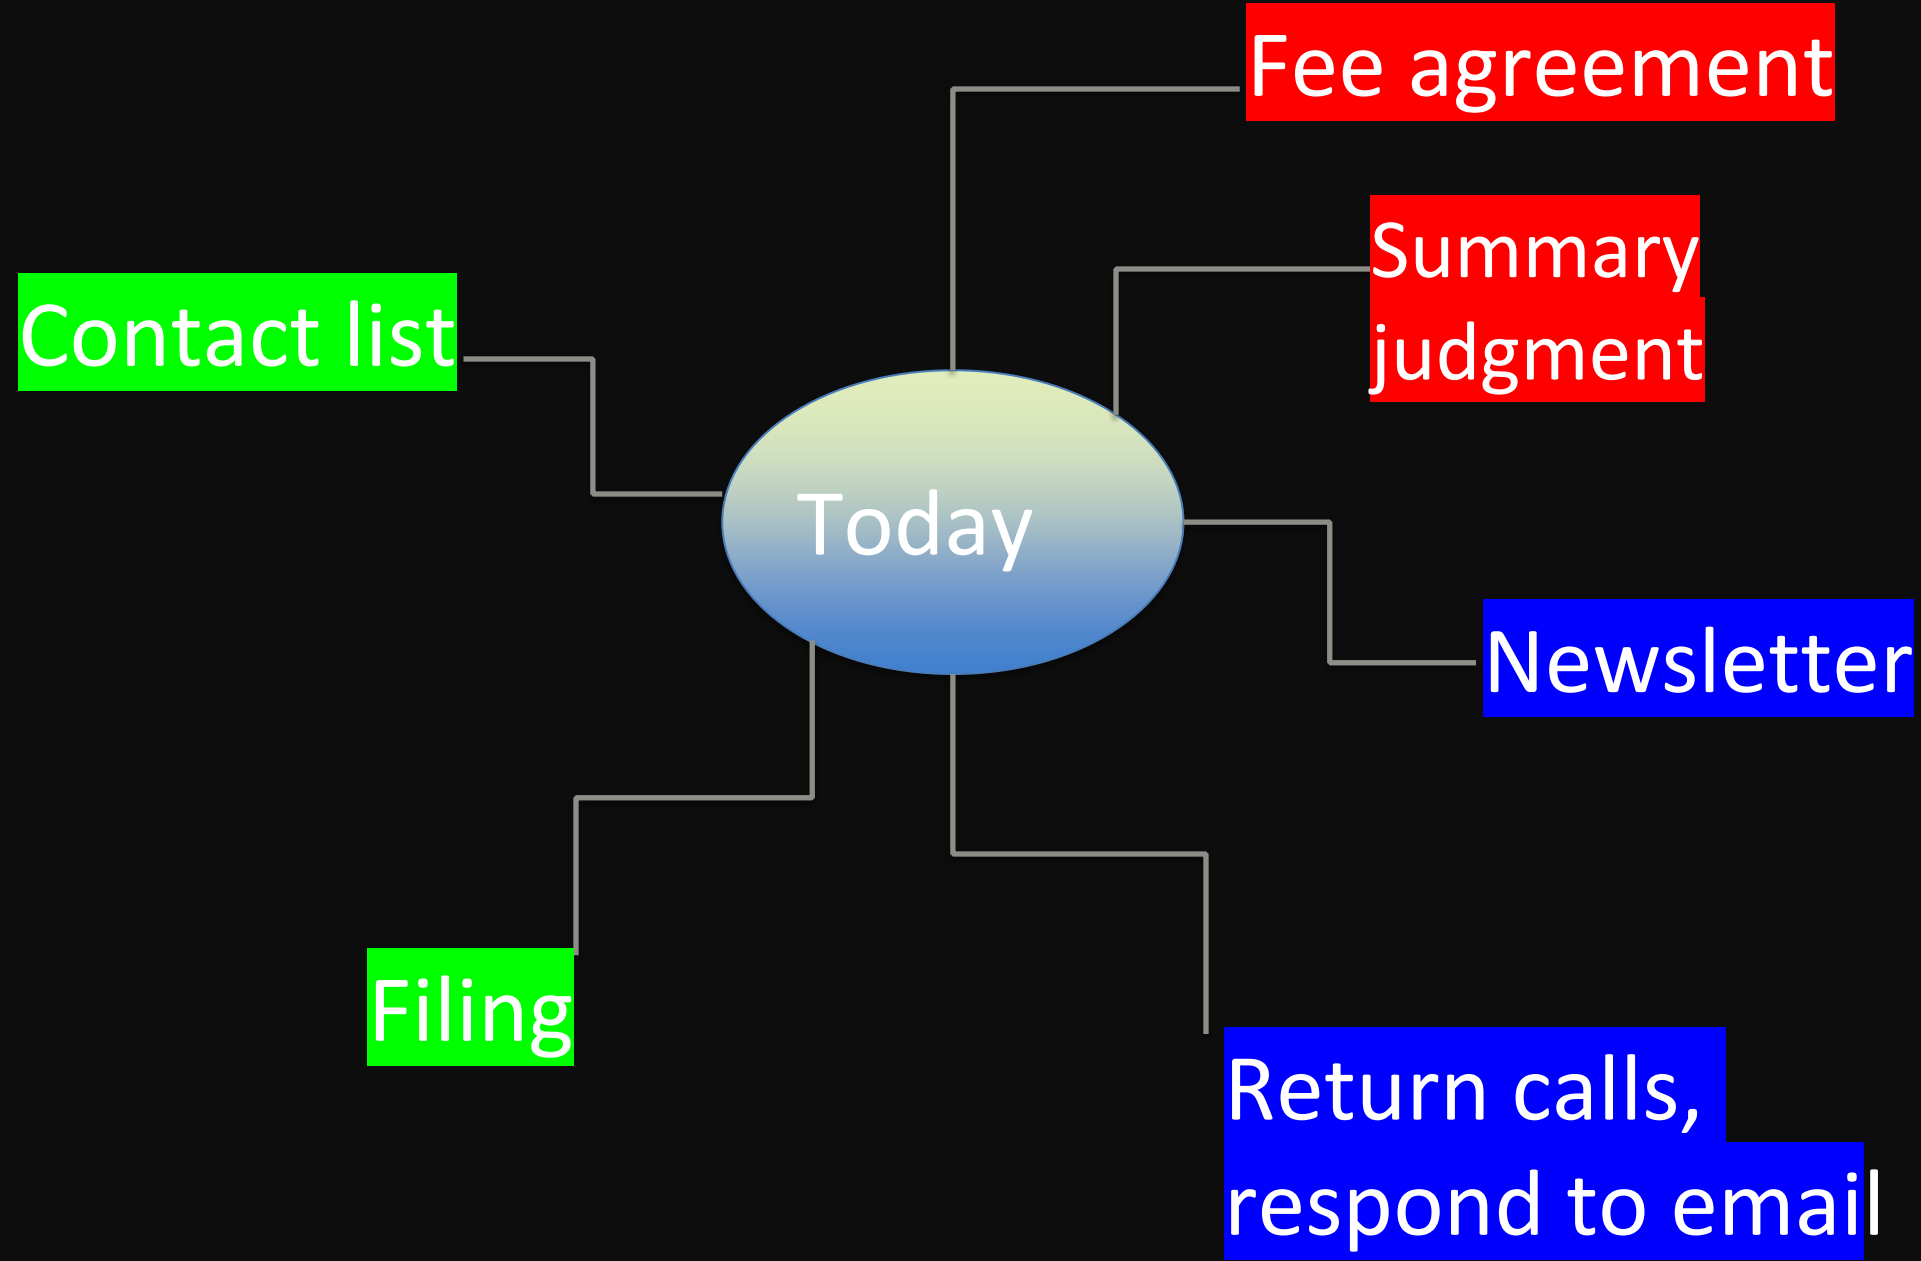 Fee agreement
Summary
judgment
Contact list
Today
Newsletter
Filing
Return calls,
respond to email